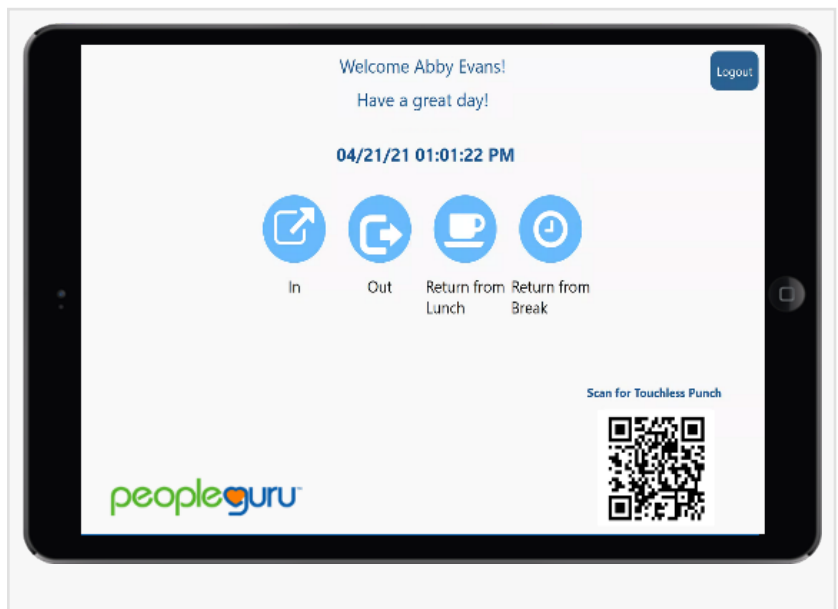 Welcome Abby Evans!
Logout
Have a great day!
04/21/21 01:01:22 PM
In
Out
Return from
Lunch
Return from
Break
Scan for Touchless Punch
peopleguru™